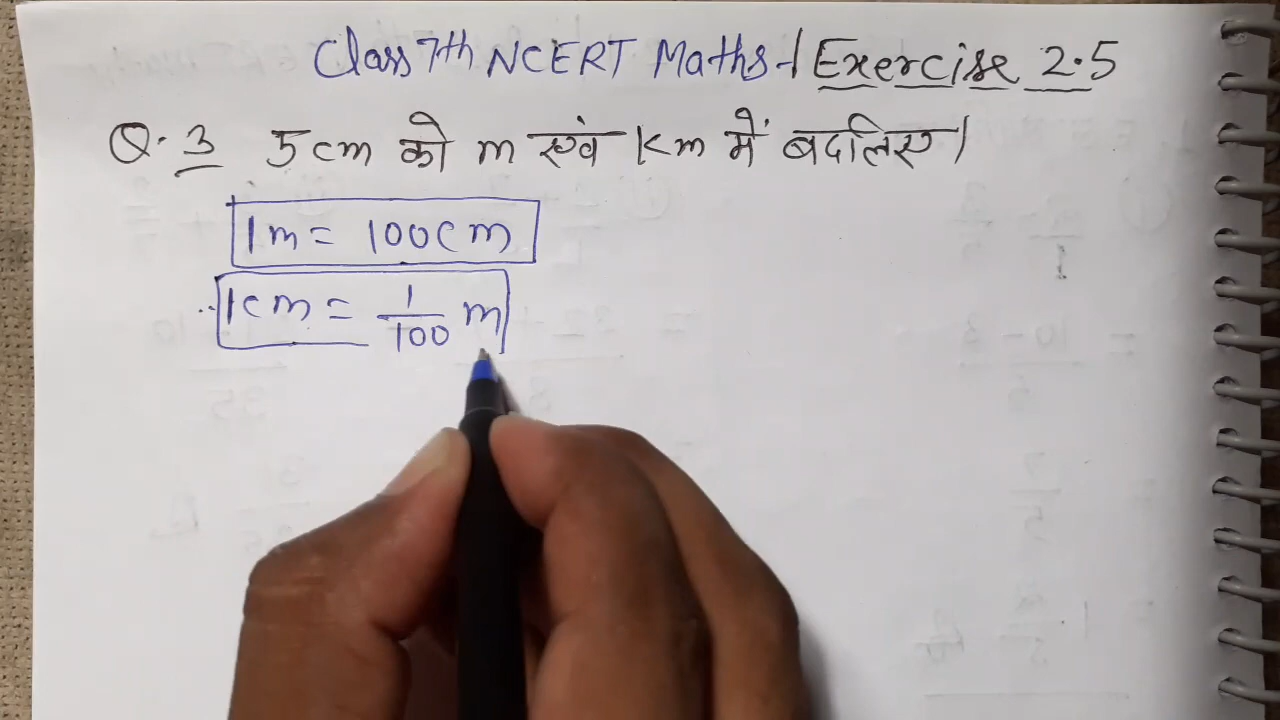 Class 7th NCERT Maths-/Exercise 2.5
Q.3 5cm को m एवं Km में बदलिए।
1m = 100cm
∴ 1cm = 1/100 m